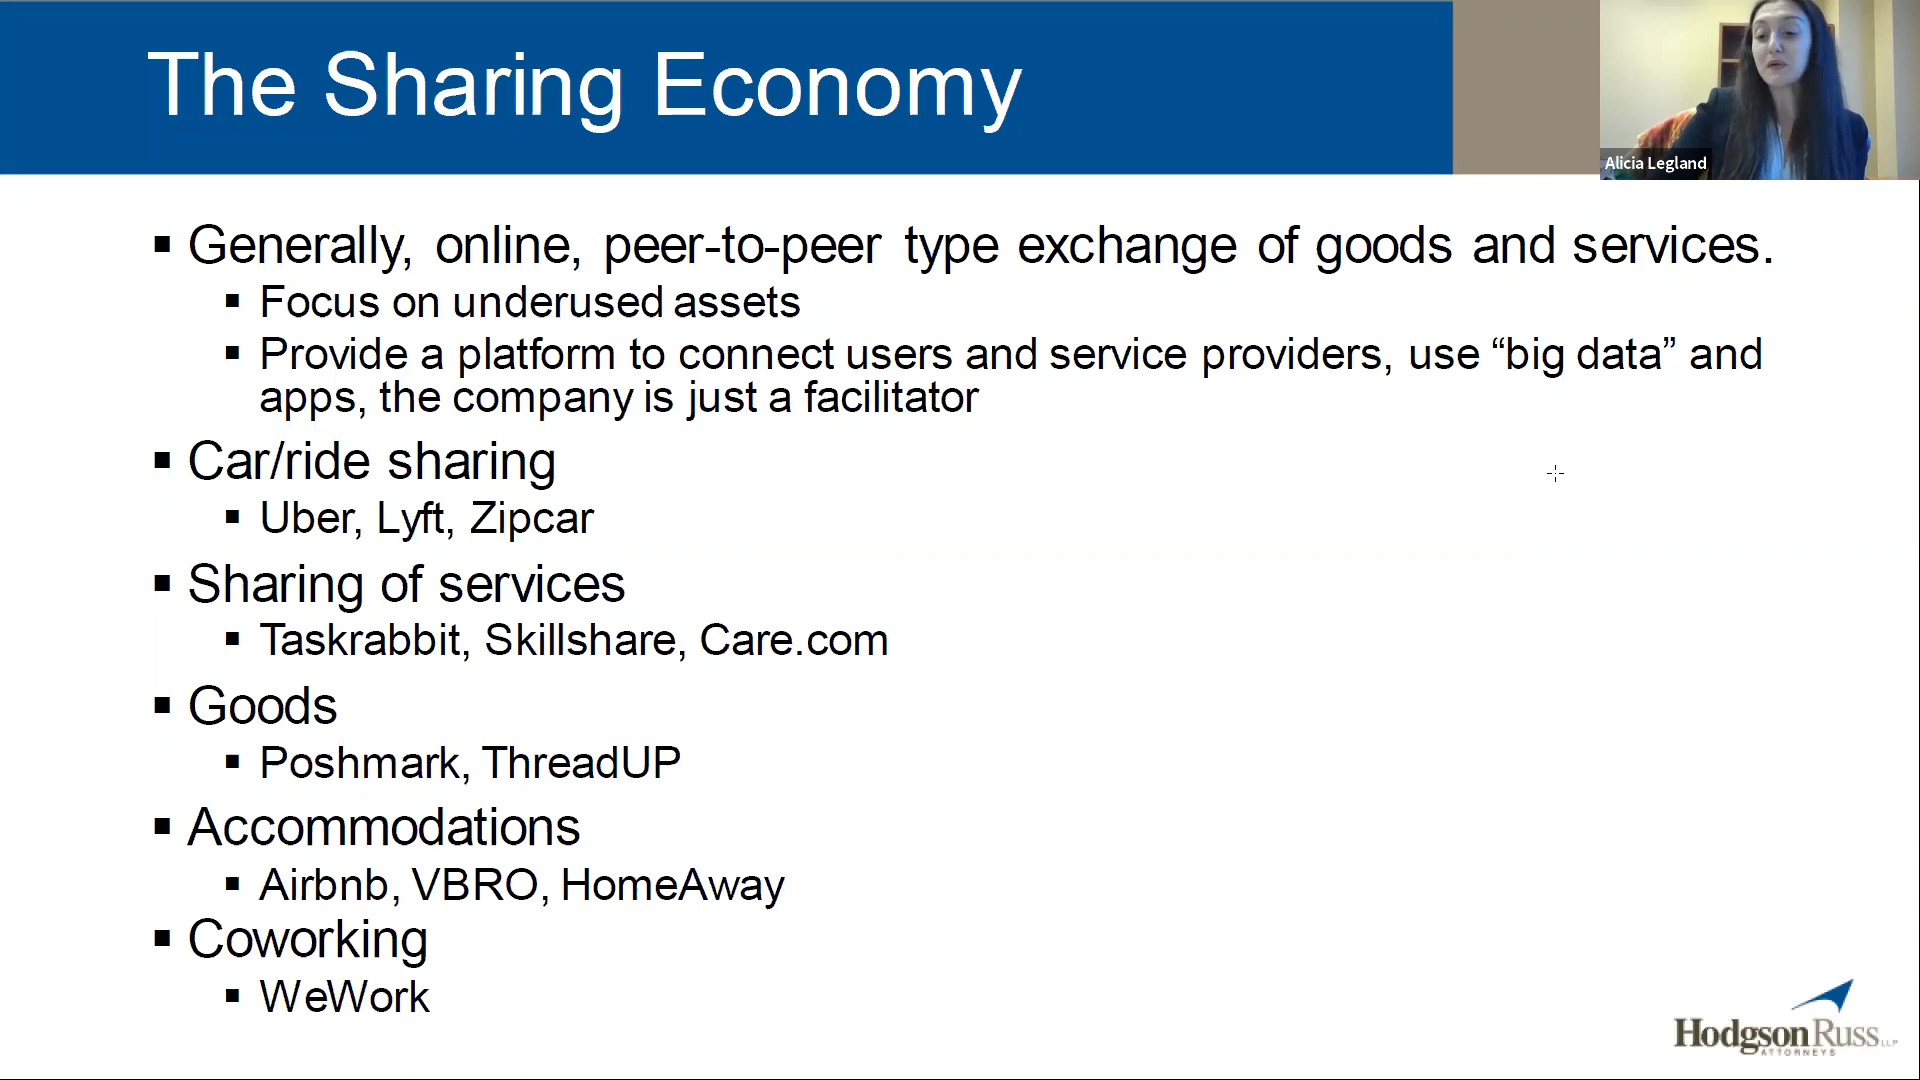 The Sharing Economy
Alicia Legland
▪ Generally, online, peer-to-peer type exchange of goods and services.
▪ Focus on underused assets
▪ Provide a platform to connect users and service providers, use “big data” and
apps, the company is just a facilitator
▪ Car/ride sharing
▪ Uber, Lyft, Zipcar
▪ Sharing of services
▪ Taskrabbit, Skillshare, Care.com
▪ Goods
▪ Poshmark, ThreadUP
▪ Accommodations
▪ Airbnb, VBRO, HomeAway
▪ Coworking
▪ WeWork
HodgsonRuss LLP
ATTORNEYS